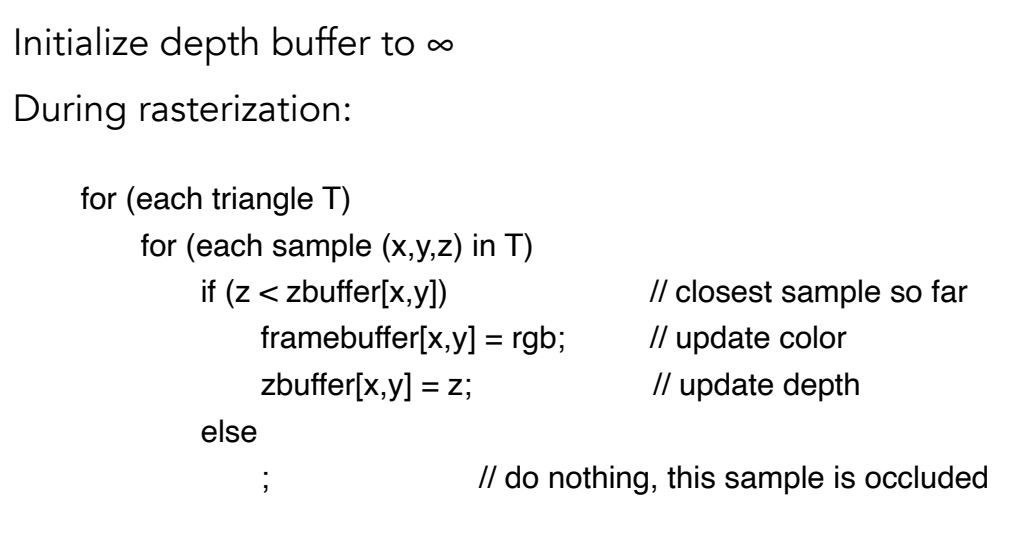 Initialize depth buffer to ∞
During rasterization:
for (each triangle T)
for (each sample (x,y,z) in T)
if (z < zbuffer[x,y]) // closest sample so far
framebuffer[x,y] = rgb; // update color
zbuffer[x,y] = z; // update depth
else
; // do nothing, this sample is occluded